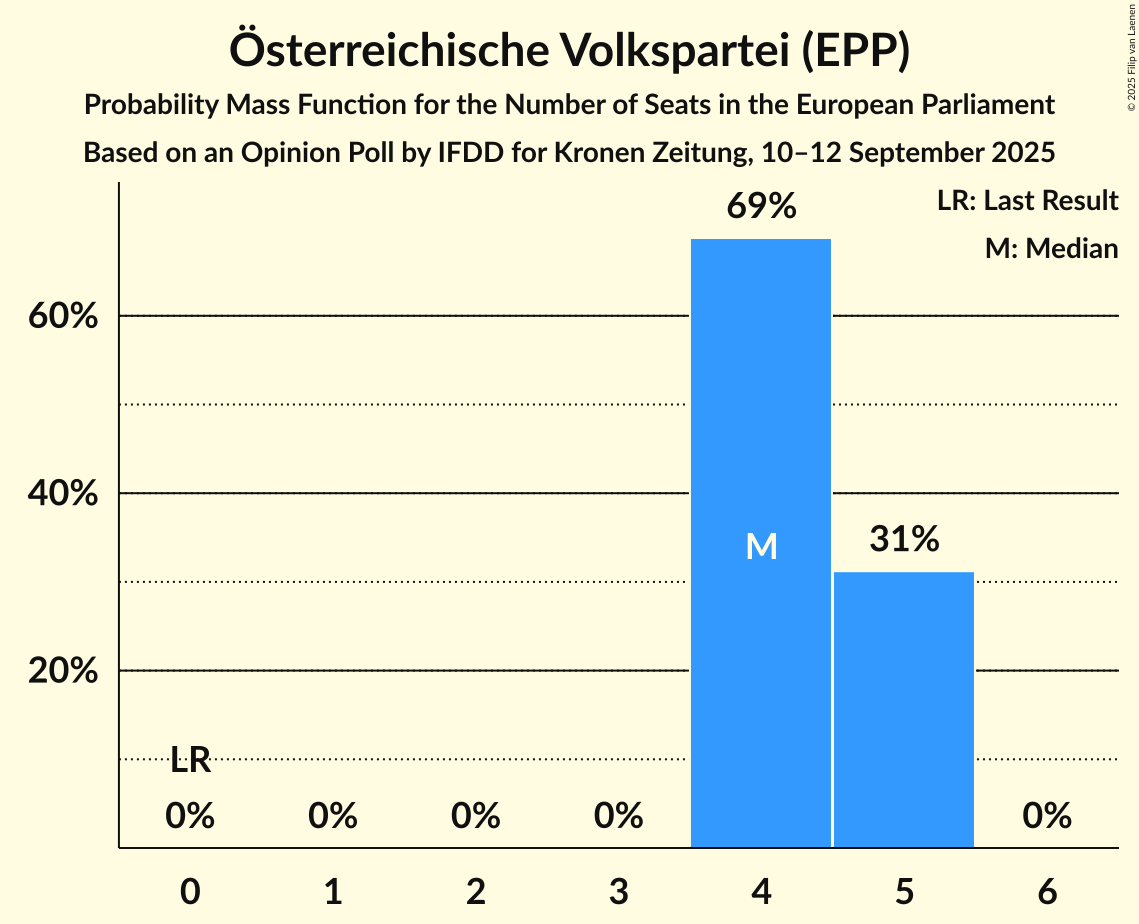 Österreichische Volkspartei (EPP)
Probability Mass Function for the Number of Seats in the European Parliament
Based on an Opinion Poll by IFDD for Kronen Zeitung, 10–12 September 2025
© 2025 Filip van Laenen
LR: Last Result
M: Median
69%
60%
40%
31%
M
20%
LR
0% 0% 0% 0% 0%
0 1 2 3 4 5 6